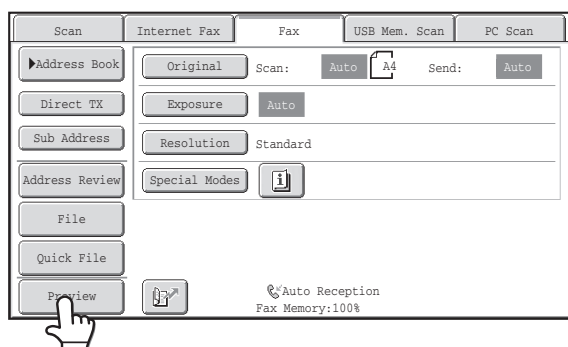 Scan Internet Fax Fax USB Mem. Scan PC Scan
Address Book
Original Scan: Auto A4 Send: Auto
Direct TX
Exposure Auto
Sub Address
Resolution Standard
Address Review
Special Modes
File
Quick File
Preview
Auto Reception
Fax Memory:100%